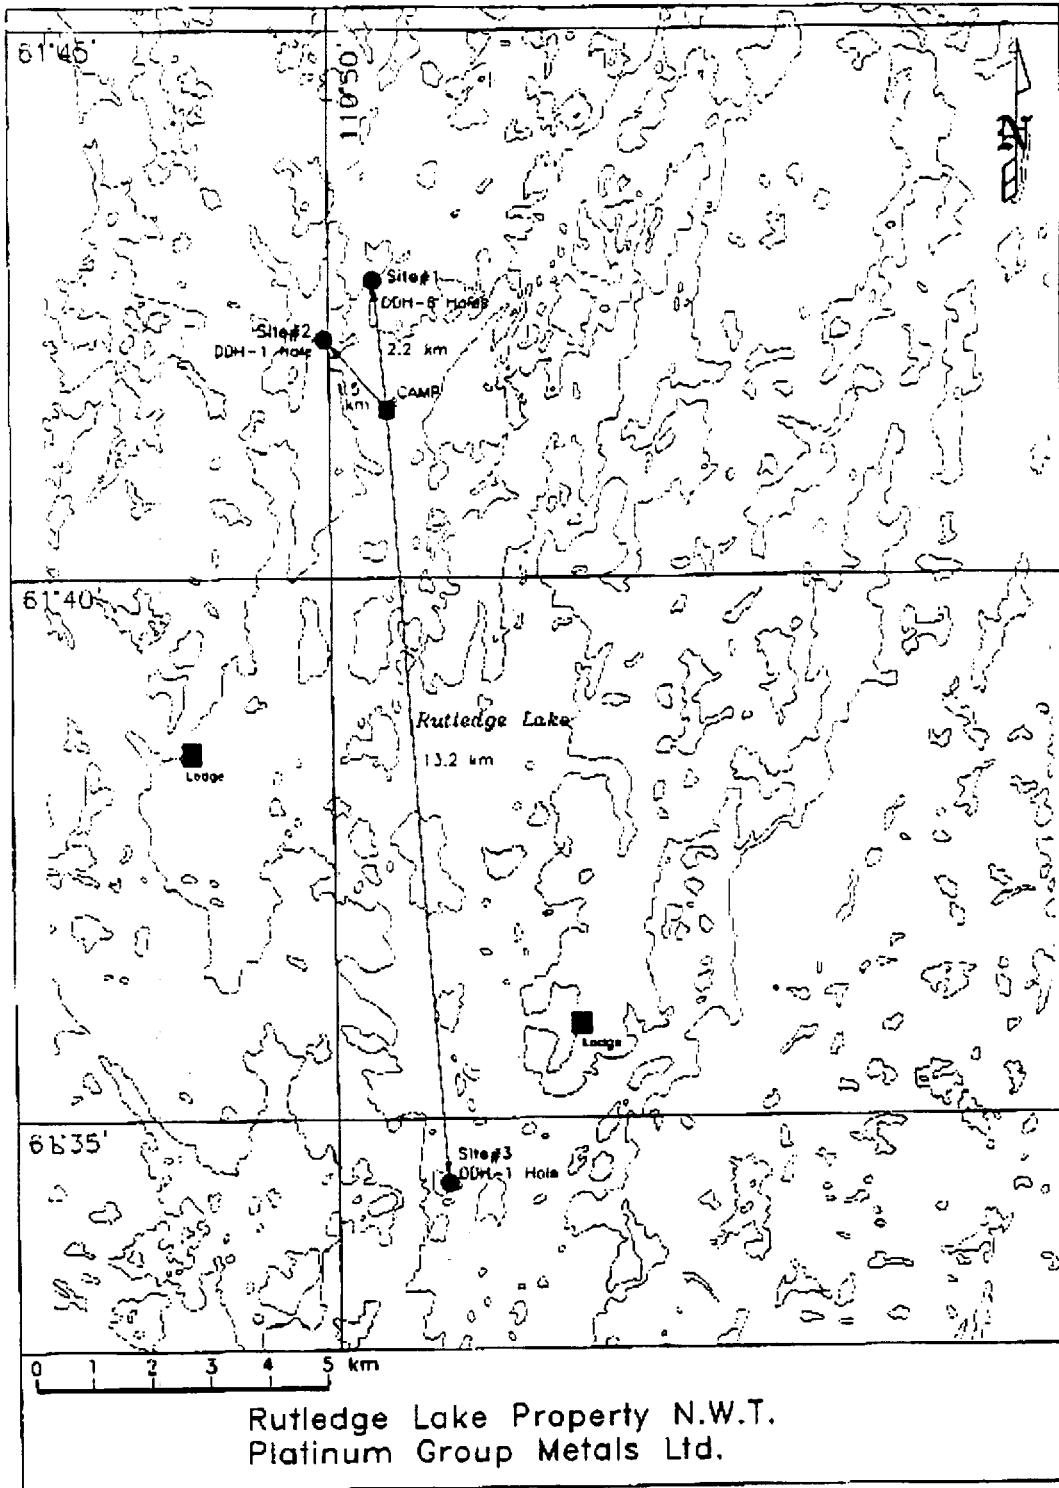 61°45'
110°50'
N
Site#1
DDH-6 Holes
Site#2
DDH-1 Hole
2.2 km
1.5
km
CAMP
61°40'
Rutledge Lake
13.2 km
Lodge
Lodge
61°35'
Site#3
DDH-1 Hole
0 1 2 3 4 5 km
Rutledge Lake Property N.W.T.
Platinum Group Metals Ltd.